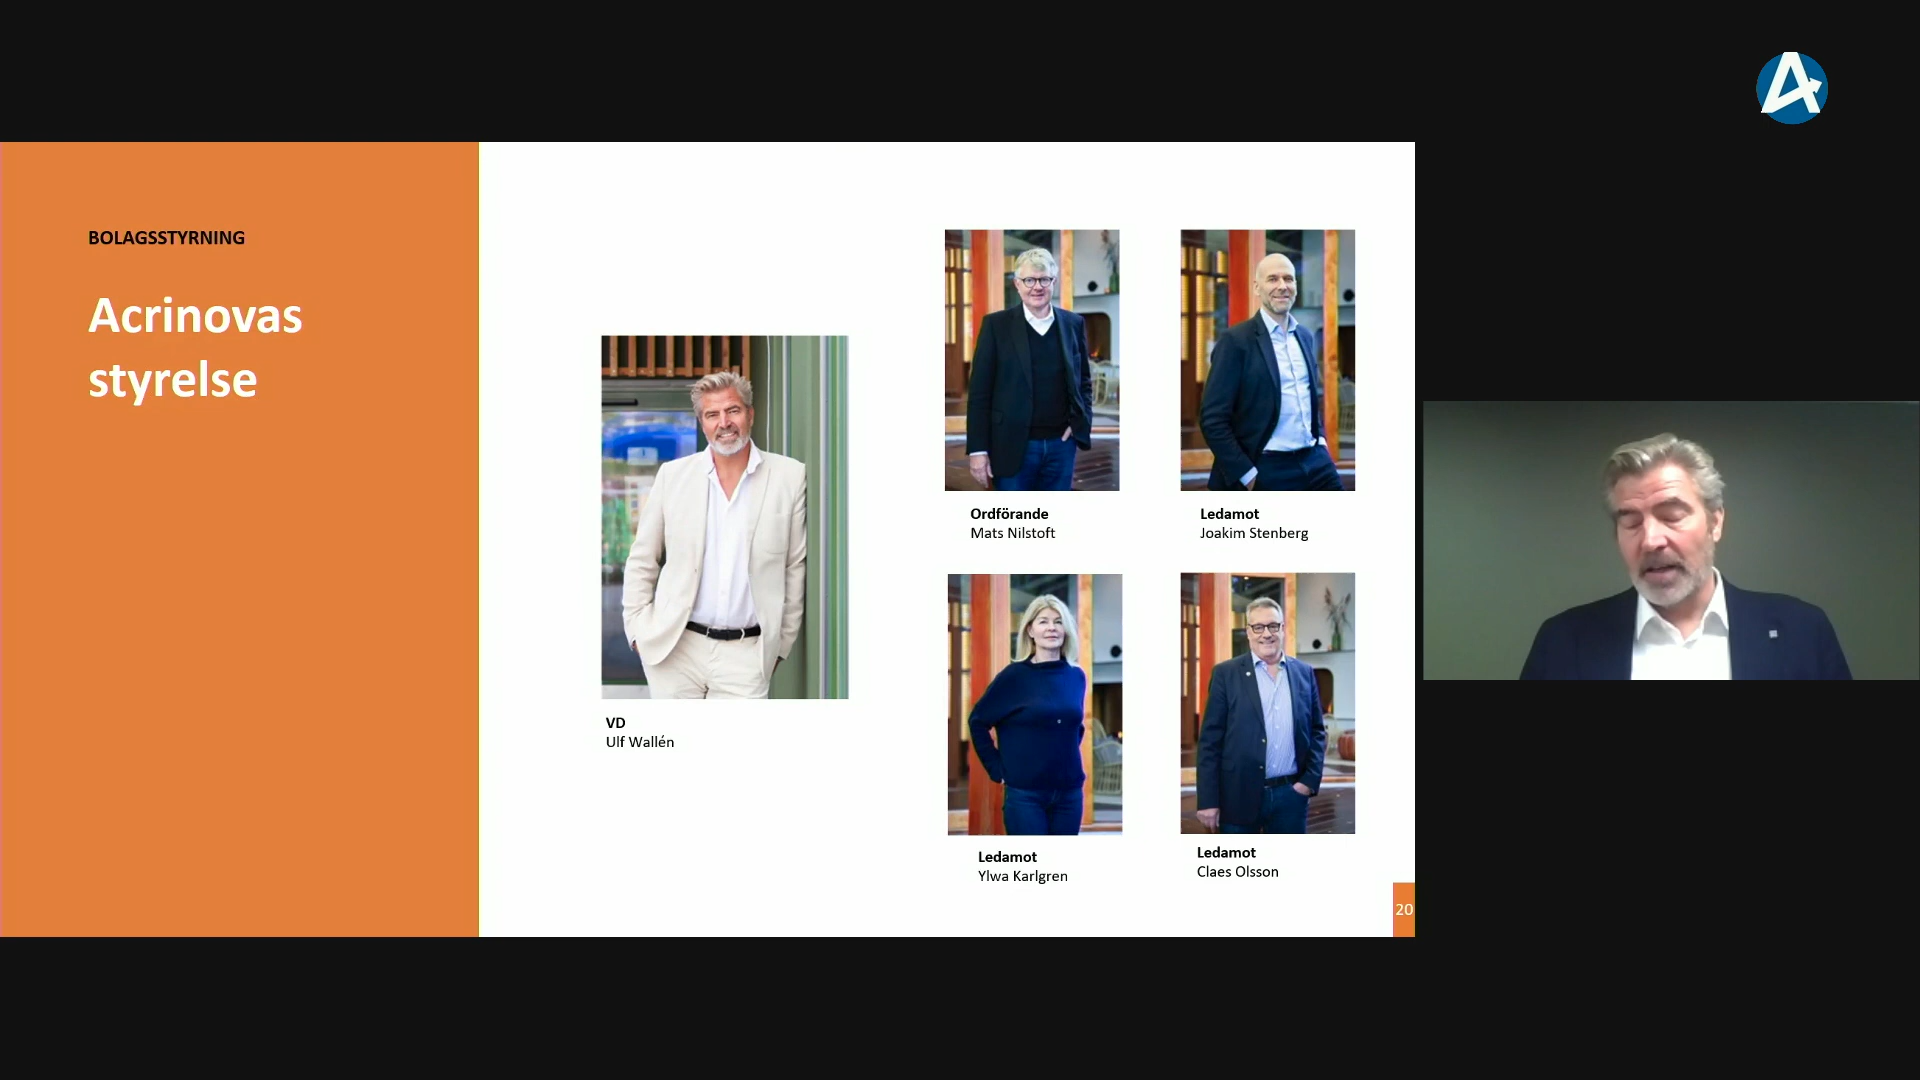 BOLAGSSTYRNING
Acrinovas
styrelse
VD
Ulf Wallén
Ordförande
Mats Nilstoft
Ledamot
Joakim Stenberg
Ledamot
Ylwa Karlgren
Ledamot
Claes Olsson
20